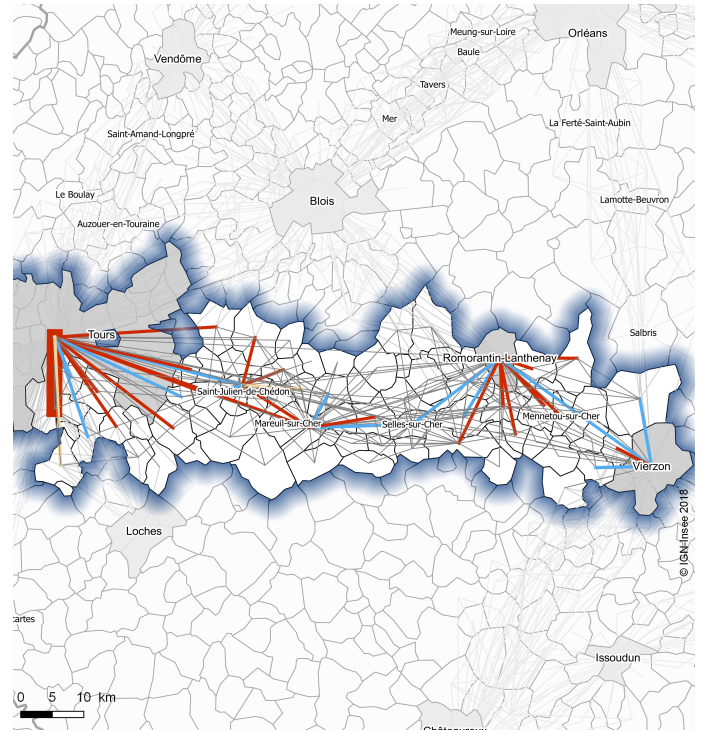 Meung-sur-Loire
Orléans
Baule
Vendôme
Tavers
Mer
La Ferté-Saint-Aubin
Saint-Amand-Longpré
Le Boulay
Blois
Lamotte-Beuvron
Auzouer-en-Touraine
Tours
Salbris
Romorantin-Lanthenay
Saint-Julien-de-Chédon
Mennetou-sur-Cher
Mareuil-sur-Cher
Selles-sur-Cher
Vierzon
Loches
© IGN-Insee 2018
cartes
Issoudun
0 5 10 km
Châteauroux